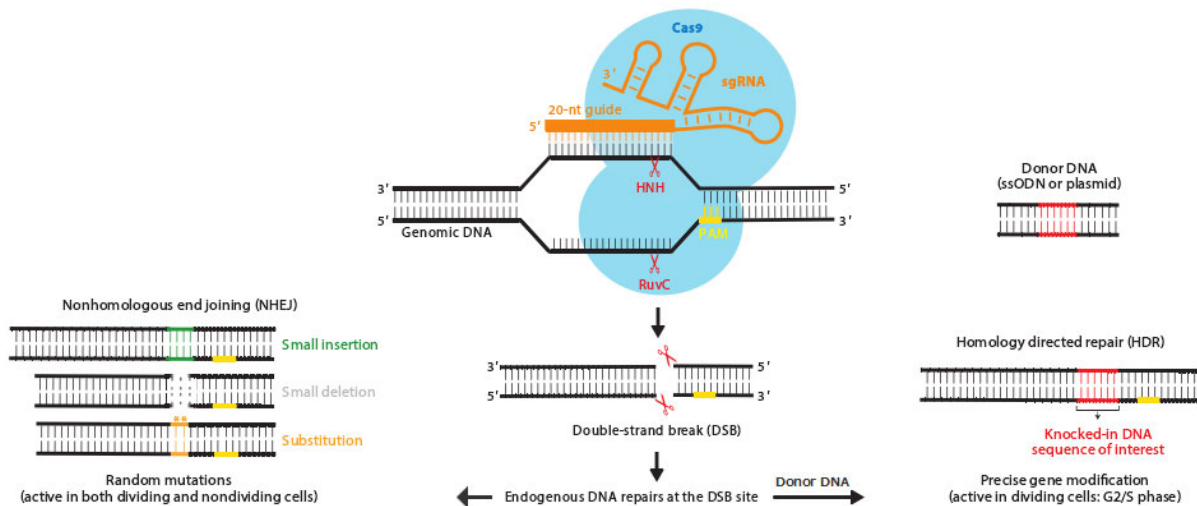 Cas9
3′
sgRNA
20-nt guide
5′
HNH
3′
5′
5′
3′
Genomic DNA
PAM
RuvC
Donor DNA
(ssODN or plasmid)
Nonhomologous end joining (NHEJ)
Small insertion
Small deletion
Substitution
Random mutations
(active in both dividing and nondividing cells)
3′
5′
5′
3′
Double-strand break (DSB)
Endogenous DNA repairs at the DSB site
Donor DNA
Homology directed repair (HDR)
Knocked-in DNA
sequence of interest
Precise gene modification
(active in dividing cells: G2/S phase)